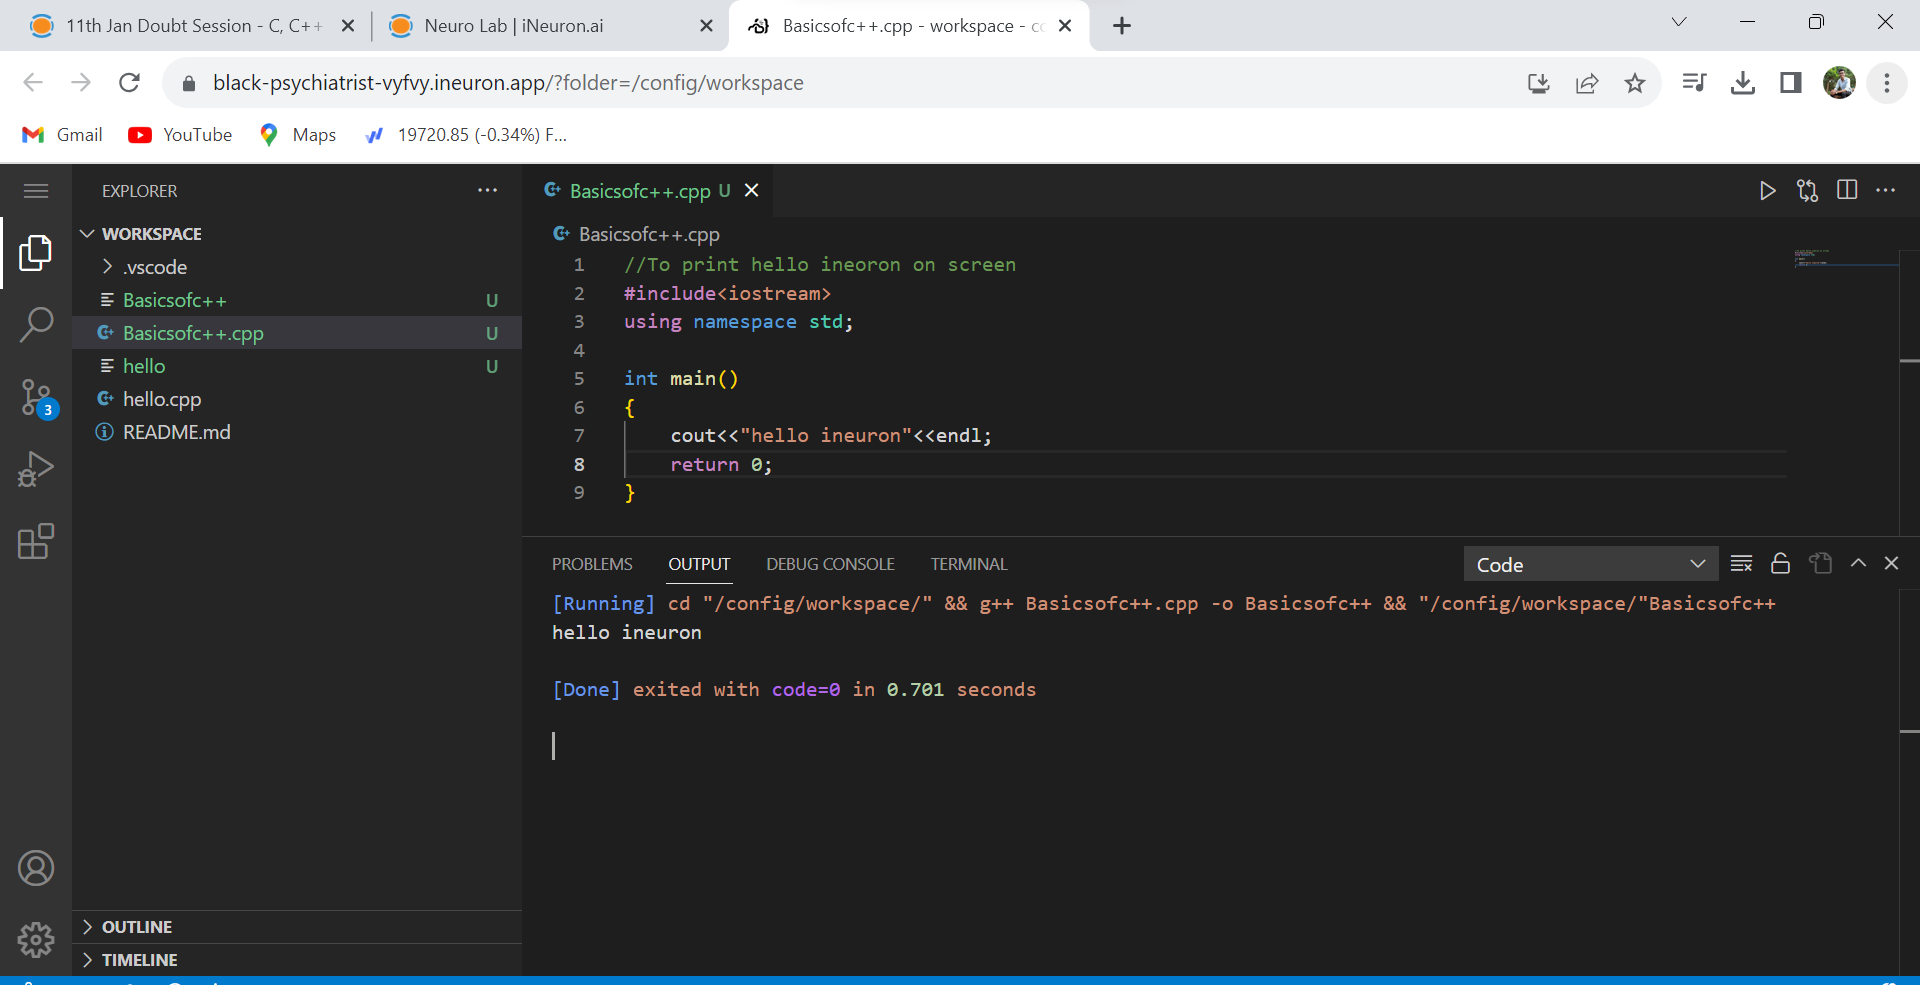 11th Jan Doubt Session - C, C++
Neuro Lab | iNeuron.ai
Basicsofc++.cpp - workspace - co
black-psychiatrist-vyfvy.ineuron.app/?folder=/config/workspace
Gmail
YouTube
Maps
19720.85 (-0.34%) F...
EXPLORER
WORKSPACE
.vscode
Basicsofc++ U
Basicsofc++.cpp U
hello U
hello.cpp
README.md
3
OUTLINE
TIMELINE
Basicsofc++.cpp U
Basicsofc++.cpp
1 //To print hello ineoron on screen
2 #include<iostream>
3 using namespace std;
4
5 int main()
6 {
7 cout<<"hello ineuron"<<endl;
8 return 0;
9 }
PROBLEMS OUTPUT DEBUG CONSOLE TERMINAL
Code
[Running] cd "/config/workspace/" && g++ Basicsofc++.cpp -o Basicsofc++ && "/config/workspace/"Basicsofc++
hello ineuron
[Done] exited with code=0 in 0.701 seconds